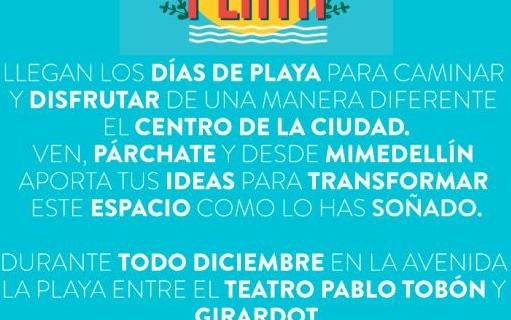 PLAYA
LLEGAN LOS DÍAS DE PLAYA PARA CAMINAR
Y DISFRUTAR DE UNA MANERA DIFERENTE
EL CENTRO DE LA CIUDAD.
VEN, PÁRCHATE Y DESDE MIMEDELLÍN
APORTA TUS IDEAS PARA TRANSFORMAR
ESTE ESPACIO COMO LO HAS SOÑADO.
DURANTE TODO DICIEMBRE EN LA AVENIDA
LA PLAYA ENTRE EL TEATRO PABLO TOBÓN Y
GIRARDOT